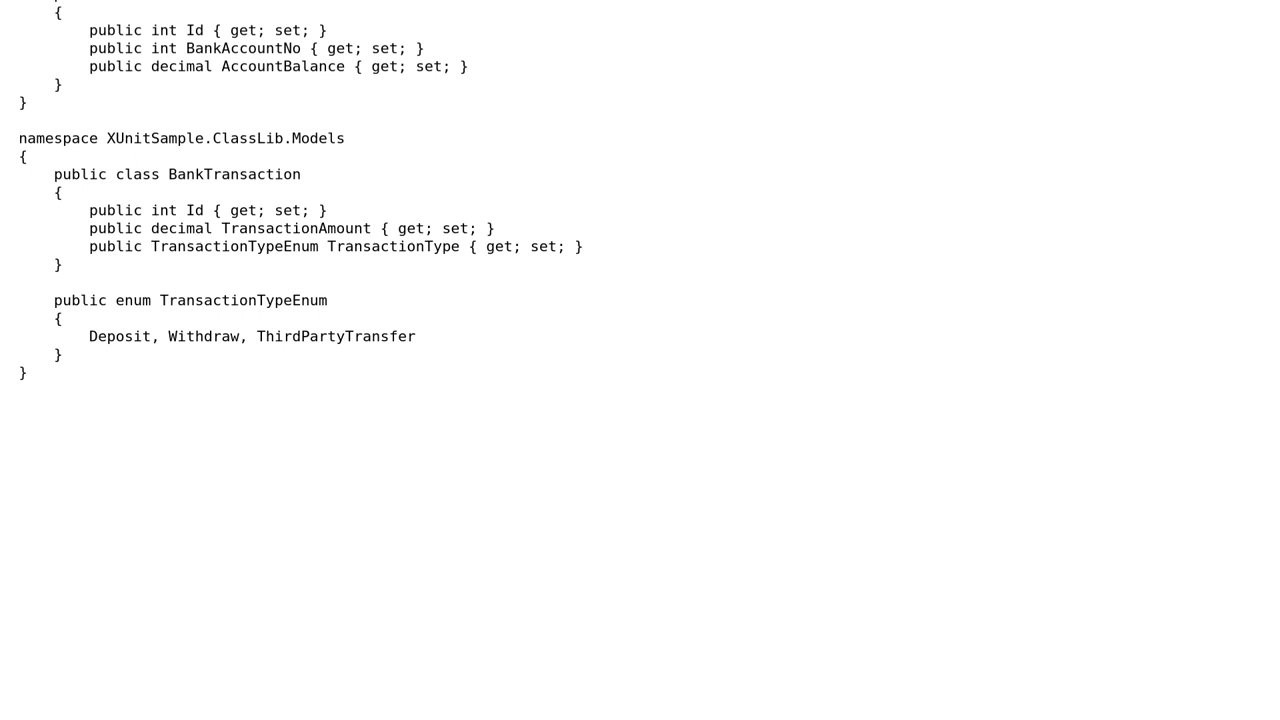 {
        public int Id { get; set; }
        public int BankAccountNo { get; set; }
        public decimal AccountBalance { get; set; }
    }
}

namespace XUnitSample.ClassLib.Models
{
    public class BankTransaction
    {
        public int Id { get; set; }
        public decimal TransactionAmount { get; set; }
        public TransactionTypeEnum TransactionType { get; set; }
    }

    public enum TransactionTypeEnum
    {
        Deposit, Withdraw, ThirdPartyTransfer
    }
}